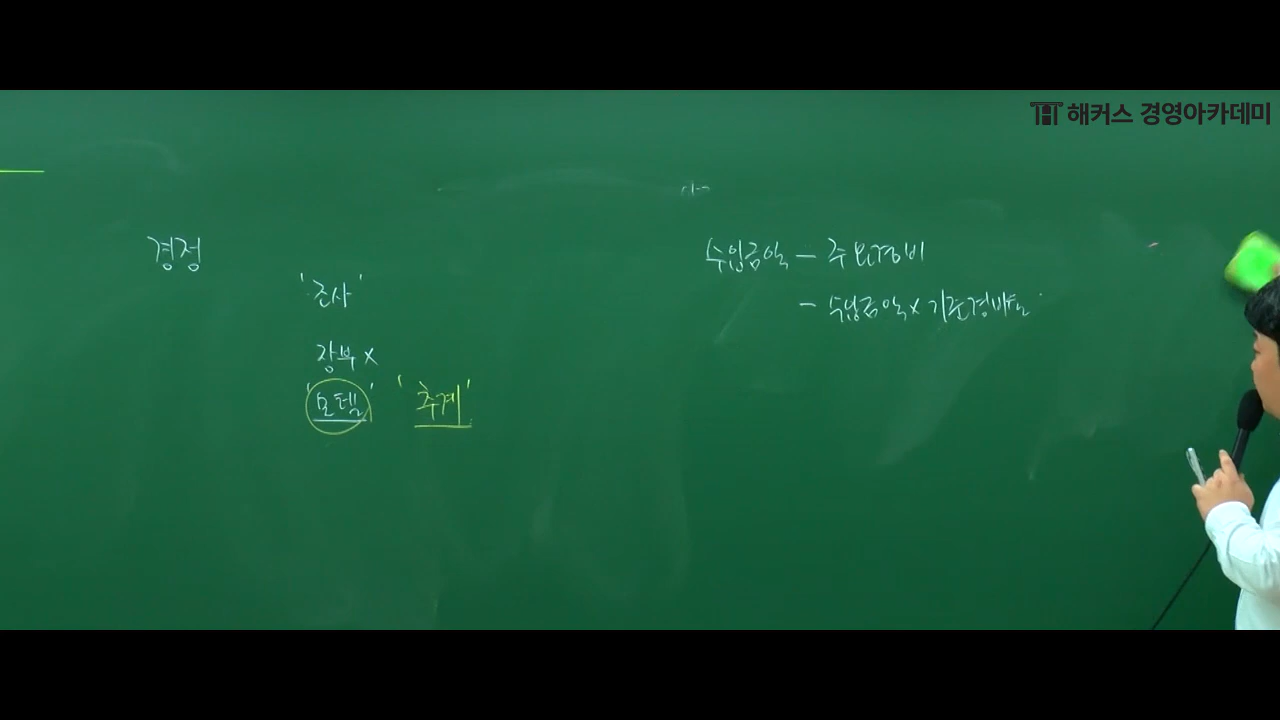 해커스 경영아카데미
경정
'조사'
장부 x
'모텔' '추계'
수입금액 - 주요경비
- 수입금액 x 기준경비율